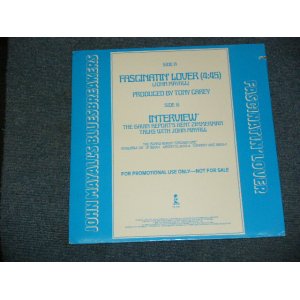 JOHN MAYALL'S BLUESBREAKERS
SIDE A
FASCINATIN' LOVER (4:45)
(JOHN MAYALL)
PRODUCED BY TONY CAREY
SIDE B
INTERVIEW
THE GAVIN REPORT'S KENT ZIMMERMAN
TALKS WITH JOHN MAYALL
FOR PROMOTIONAL USE ONLY—NOT FOR SALE
FASCINATIN' LOVER